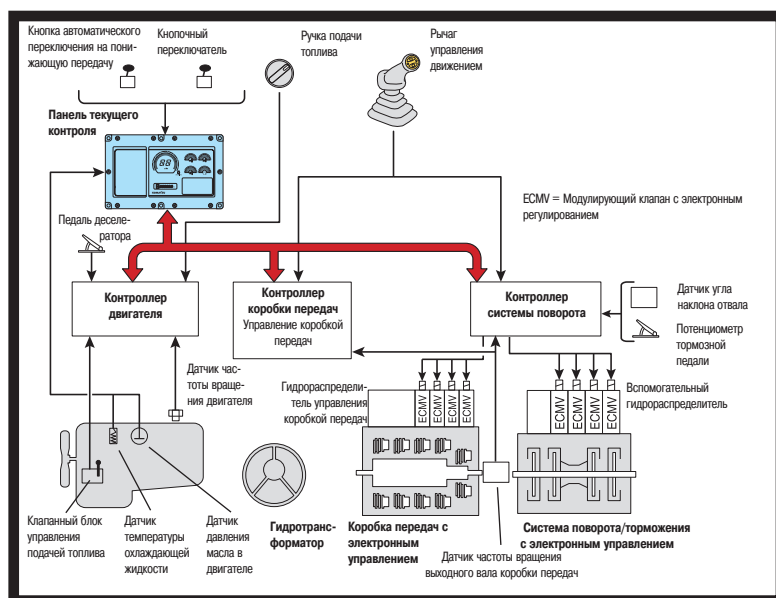 Кнопка автоматического
переключения на пони-
жающую передачу
Кнопочный
переключатель
Ручка подачи
топлива
Рычаг
управления
движением
Панель текущего
контроля
ECMV = Модулирующий клапан с электронным
регулированием
Педаль деселе-
ратора
Контроллер
двигателя
Контроллер
коробки передач
Управление коробкой
передач
Контроллер
системы поворота
Датчик угла
наклона отвала
Потенциометр
тормозной
педали
Датчик час-
тоты враще-
ния двигателя
Гидрораспредели-
тель управления
коробкой передач
ECMV
ECMV
ECMV
ECMV
ECMV
ECMV
ECMV
ECMV
Вспомогательный
гидрораспределитель
Клапанный блок
управления
подачей топлива
Датчик
температуры
охлаждающей
жидкости
Датчик
давления
масла в
двигателе
Гидротранс-
форматор
Коробка передач с
электронным
управлением
Датчик частоты вращения
выходного вала коробки передач
Система поворота/торможения
с электронным управлением